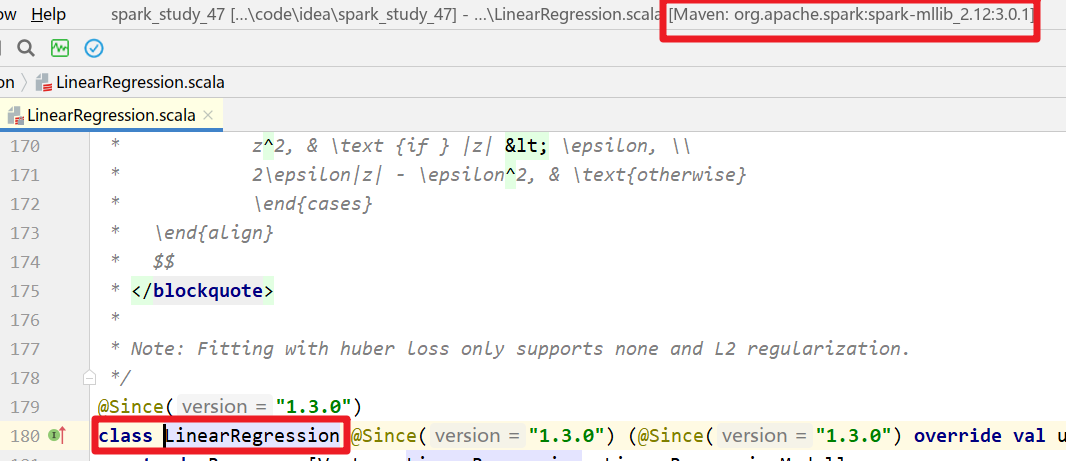 ow Help spark_study_47 [...\code\idea\spark_study_47] - ...\LinearRegression.scala [Maven: org.apache.spark:spark-mllib_2.12:3.0.1]
on LinearRegression.scala
LinearRegression.scala
170 * z^2, & \text {if } |z| &lt; \epsilon, \\
171 * 2\epsilon|z| - \epsilon^2, & \text{otherwise}
172 * \end{cases}
173 * \end{align}
174 * $$
175 * </blockquote>
176 *
177 * Note: Fitting with huber loss only supports none and L2 regularization.
178 */
179 @Since( version = "1.3.0")
180 class LinearRegression @Since( version = "1.3.0") (@Since( version = "1.3.0") override val u